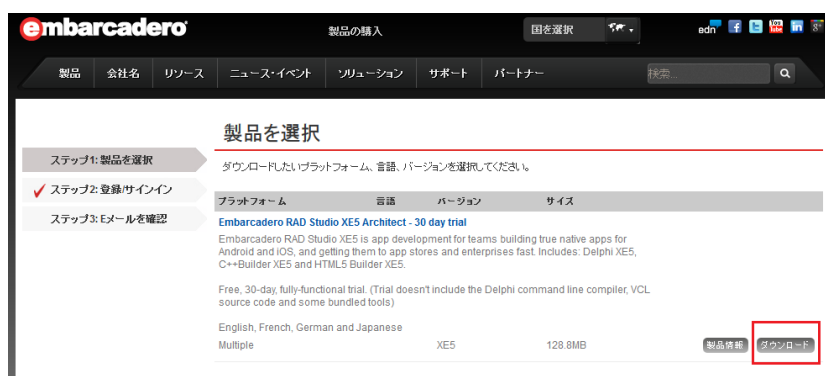 embarcadero
製品の購入
国を選択
edn
You
Tube
in
製品 会社名 リソース ニュース・イベント ソリューション サポート パートナー
検索...
製品を選択
ステップ1: 製品を選択
ダウンロードしたいプラットフォーム、言語、バージョンを選択してください。
ステップ2: 登録/サインイン
ステップ3: Eメールを確認
プラットフォーム 言語 バージョン サイズ
Embarcadero RAD Studio XE5 Architect - 30 day trial
Embarcadero RAD Studio XE5 is app development for teams building true native apps for
Android and iOS, and getting them to app stores and enterprises fast. Includes: Delphi XE5,
C++Builder XE5 and HTML5 Builder XE5.
Free, 30-day, fully-functional trial. (Trial doesn't include the Delphi command line compiler, VCL
source code and some bundled tools)
English, French, German and Japanese
Multiple XE5 128.8MB 製品情報 ダウンロード